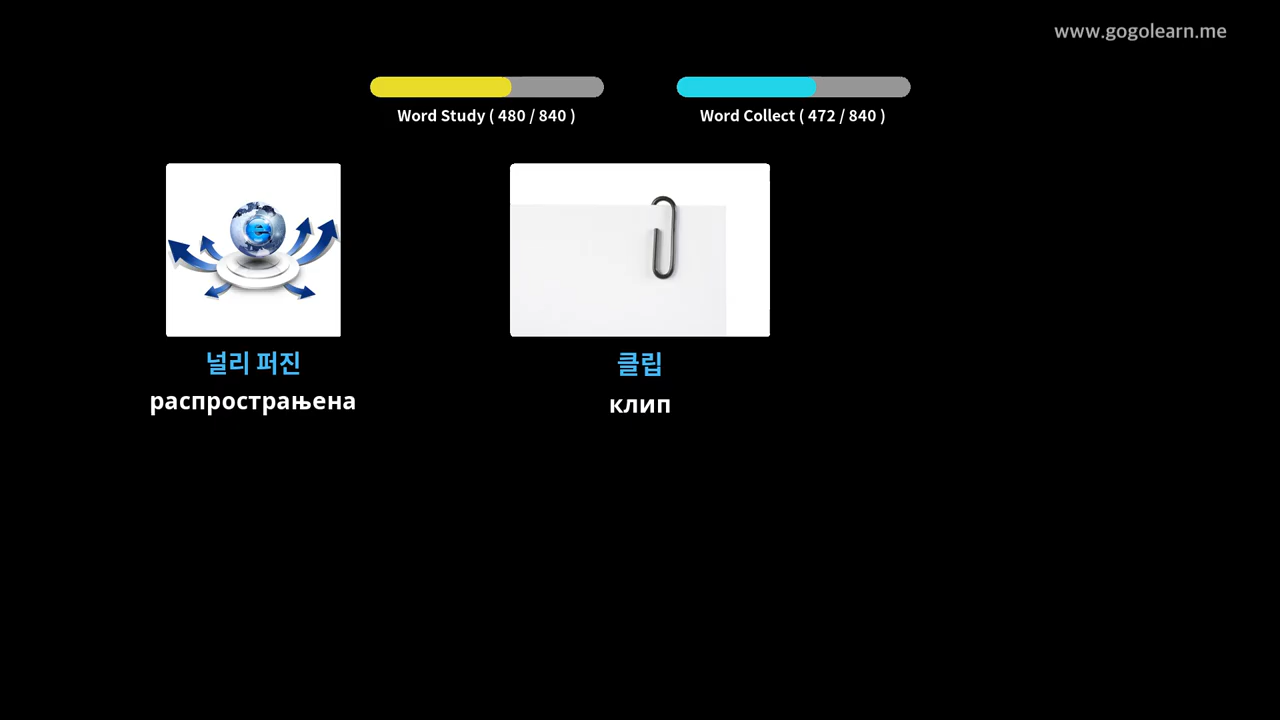 www.gogolearn.me
Word Study ( 480 / 840 )
Word Collect ( 472 / 840 )
e
널리 퍼진
распрострањена
클립
клип